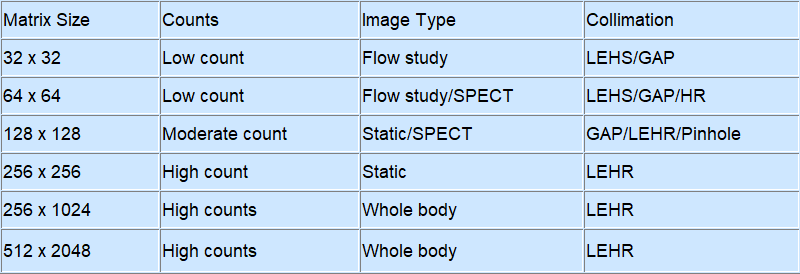 Matrix Size Counts Image Type Collimation
32 x 32 Low count Flow study LEHS/GAP
64 x 64 Low count Flow study/SPECT LEHS/GAP/HR
128 x 128 Moderate count Static/SPECT GAP/LEHR/Pinhole
256 x 256 High count Static LEHR
256 x 1024 High counts Whole body LEHR
512 x 2048 High counts Whole body LEHR